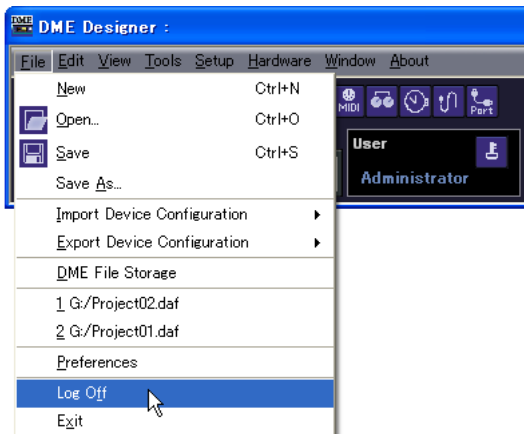 DME Designer :
File Edit View Tools Setup Hardware Window About
New Ctrl+N
Open... Ctrl+O
Save Ctrl+S
Save As...
Import Device Configuration
Export Device Configuration
DME File Storage
1 G:/Project02.daf
2 G:/Project01.daf
Preferences
Log Off
Exit
MIDI
Port
User
Administrator